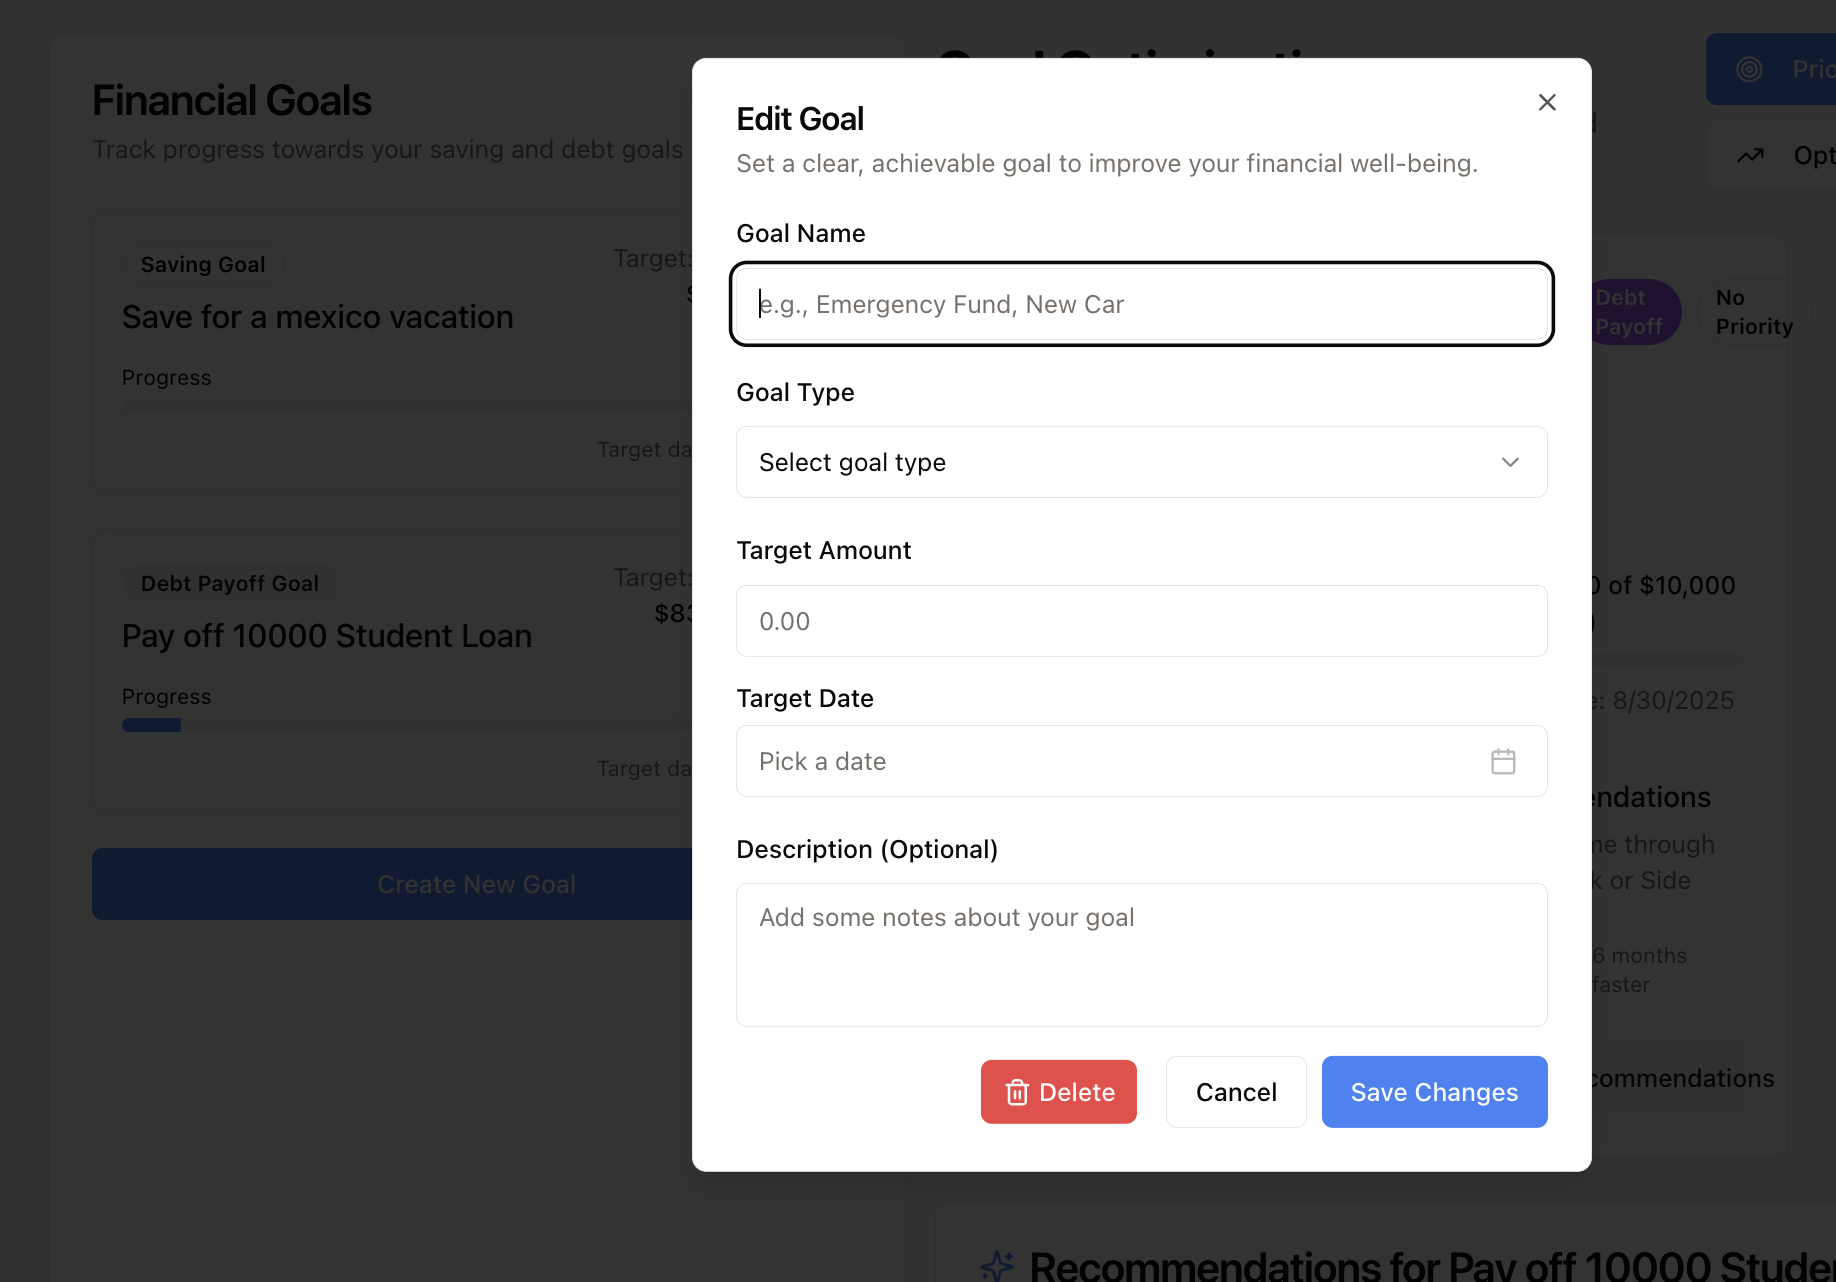 Financial Goals
Track progress towards your saving and debt goals
Saving Goal
Target:
Save for a mexico vacation
Progress
Target da
Debt Payoff Goal
Target:
$83
Pay off 10000 Student Loan
Progress
Target da
Create New Goal
Edit Goal
Set a clear, achievable goal to improve your financial well-being.
Goal Name
e.g., Emergency Fund, New Car
Goal Type
Select goal type
Target Amount
0.00
Target Date
Pick a date
Description (Optional)
Add some notes about your goal
Delete
Cancel
Save Changes
Prio
Opt
Debt
Payoff
No
Priority
0 of $10,000
e: 8/30/2025
endations
me through
k or Side
6 months
faster
commendations
Recommendations for Pay off 10000 Studen